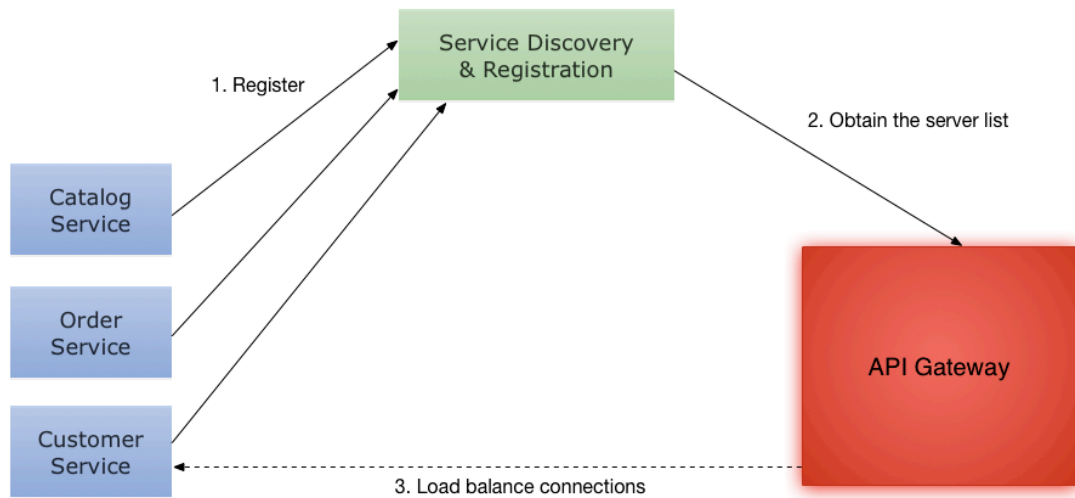 Service Discovery
& Registration
1. Register
2. Obtain the server list
Catalog
Service
Order
Service
API Gateway
Customer
Service
3. Load balance connections